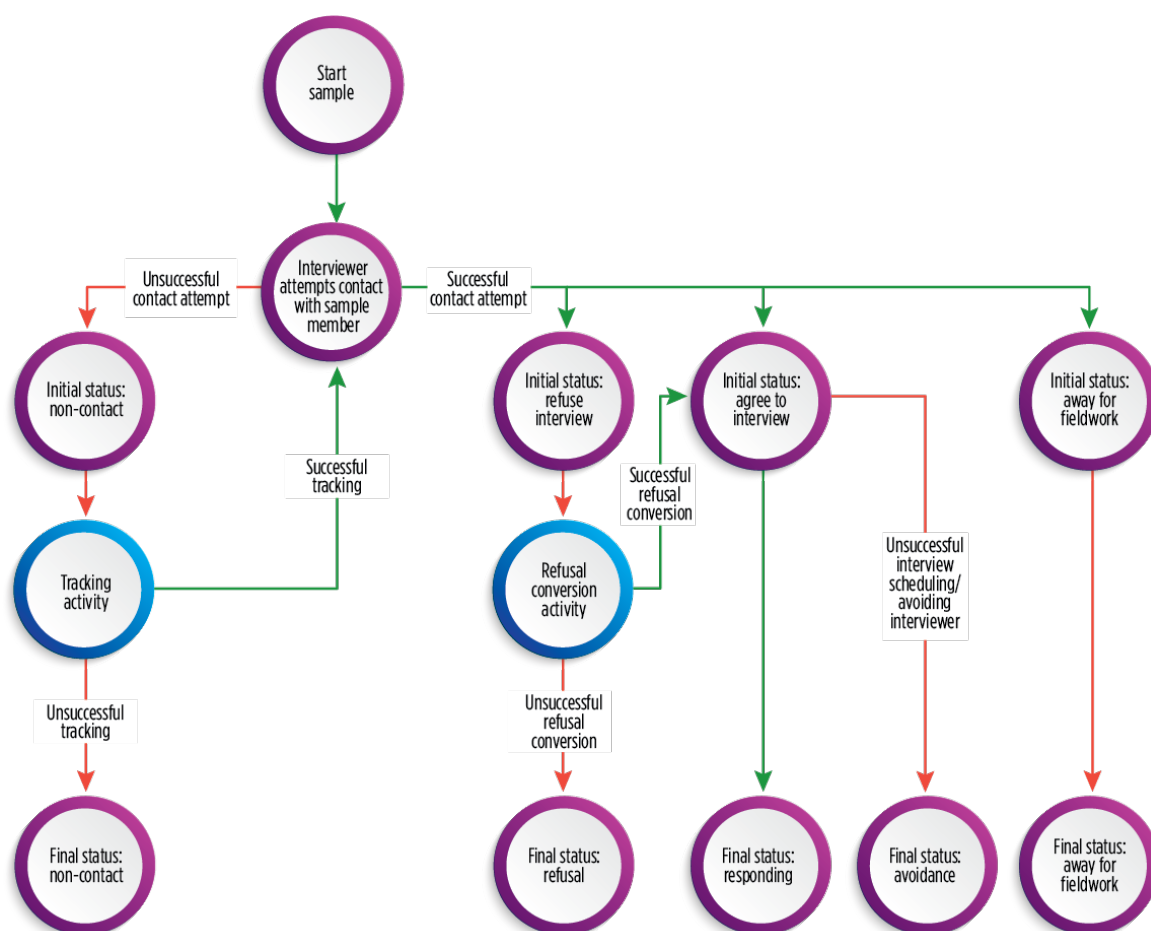 Start
sample
Interviewer
attempts contact
with sample
member
Unsuccessful
contact attempt
Successful
contact attempt
Initial status:
non-contact
Initial status:
refuse
interview
Initial status:
agree to
interview
Initial status:
away for
fieldwork
Successful
tracking
Successful
refusal
conversion
Tracking
activity
Refusal
conversion
activity
Unsuccessful
interview
scheduling/
avoiding
interviewer
Unsuccessful
tracking
Unsuccessful
refusal
conversion
Final status:
non-contact
Final status:
refusal
Final status:
responding
Final status:
avoidance
Final status:
away for
fieldwork